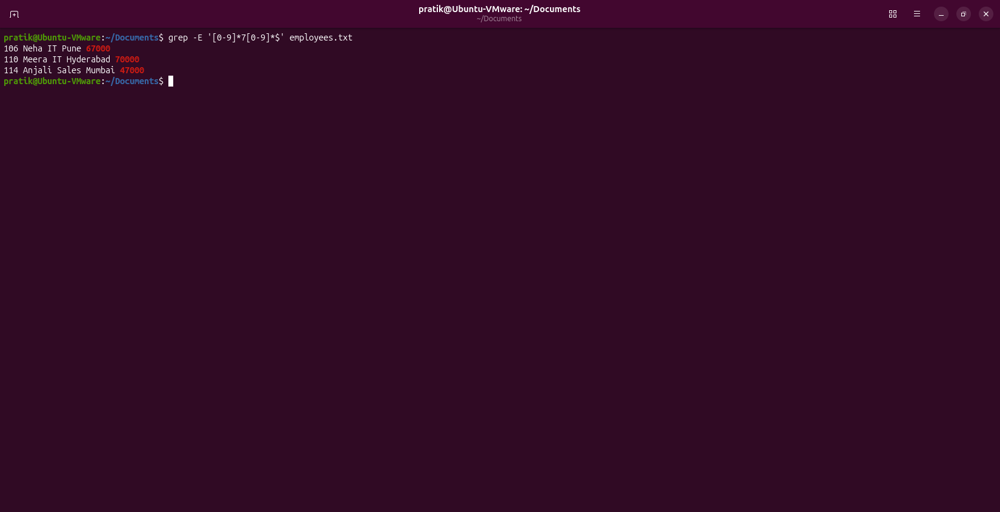 pratik@Ubuntu-VMware: ~/Documents
~/Documents
pratik@Ubuntu-VMware:~/Documents$ grep -E '[0-9]*7[0-9]*$' employees.txt
106 Neha IT Pune 67000
110 Meera IT Hyderabad 70000
114 Anjali Sales Mumbai 47000
pratik@Ubuntu-VMware:~/Documents$